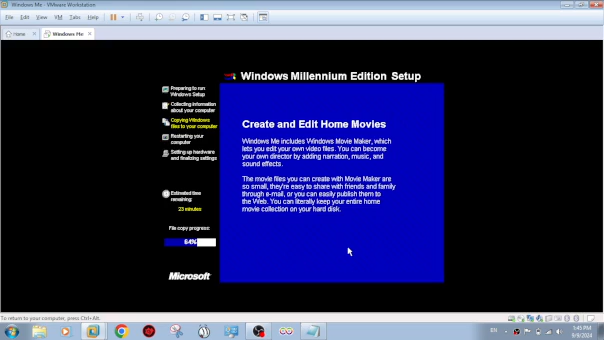 Windows Me - VMware Workstation
File Edit View VM Tabs Help
Home Windows Me
Windows Millennium Edition Setup
Preparing to run
Windows Setup
Collecting information
about your computer
Copying Windows
files to your computer
Restarting your
computer
Setting up hardware
and finalizing settings
Estimated time
remaining:
23 minutes
File copy progress:
64%
Microsoft
Create and Edit Home Movies
Windows Me includes Windows Movie Maker, which
lets you edit your own video files. You can become
your own director by adding narration, music, and
sound effects.
The movie files you can create with Movie Maker are
so small, they're easy to share with friends and family
through e-mail, or you can easily publish them to
the Web. You can literally keep your entire home
movie collection on your hard disk.
To return to your computer, press Ctrl+Alt.
EN
1:45 PM
9/9/2024